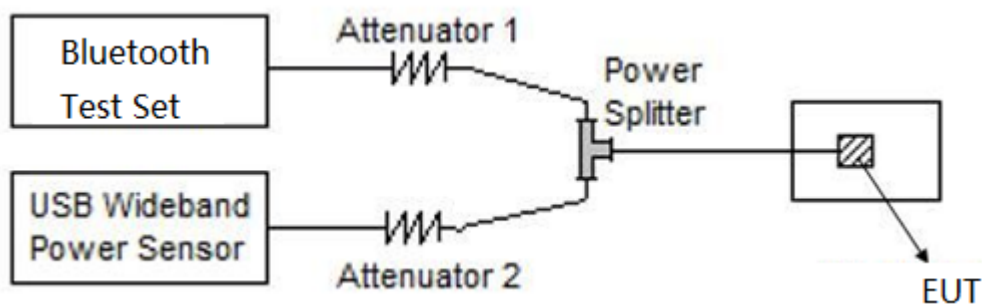 Bluetooth
Test Set
Attenuator 1
Power
Splitter
USB Wideband
Power Sensor
Attenuator 2
EUT